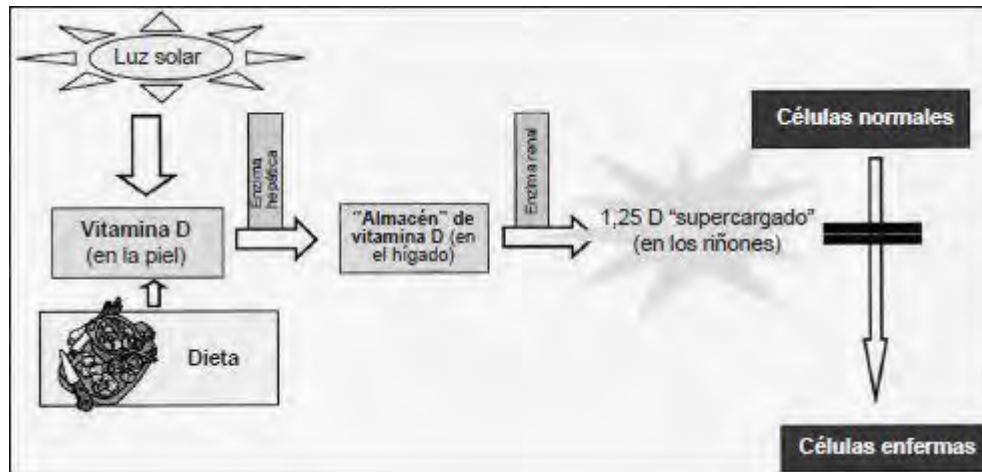 Luz solar
Vitamina D
(en la piel)
Dieta
Enzima
hepática
"Almacén" de
vitamina D (en
el hígado)
Enzima renal
1,25 D "supercargado"
(en los riñones)
Células normales
Células enfermas